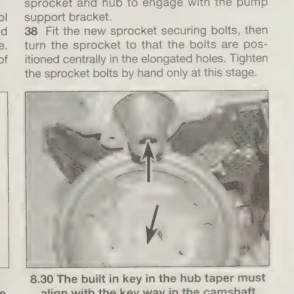 sprocket and hub to engage with the pump
support bracket.
38 Fit the new sprocket securing bolts, then
turn the sprocket to that the bolts are pos-
itioned centrally in the elongated holes. Tighten
the sprocket bolts by hand only at this stage.
8.30 The built in key in the hub taper must
align with the key way in the camshaft